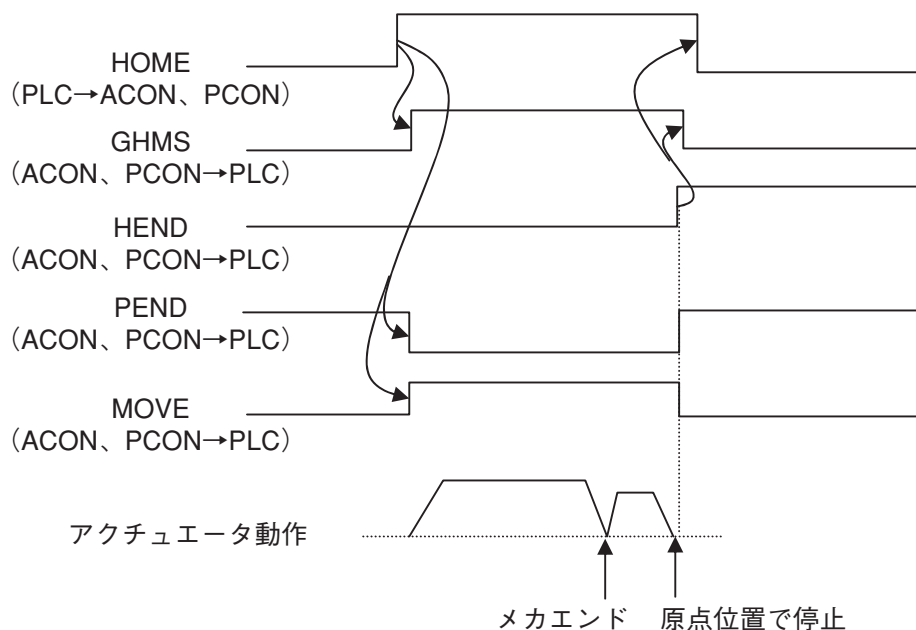 HOME
（PLC→ACON、PCON）
GHMS
（ACON、PCON→PLC）
HEND
（ACON、PCON→PLC）
PEND
（ACON、PCON→PLC）
MOVE
（ACON、PCON→PLC）
アクチュエータ動作
メカエンド 原点位置で停止